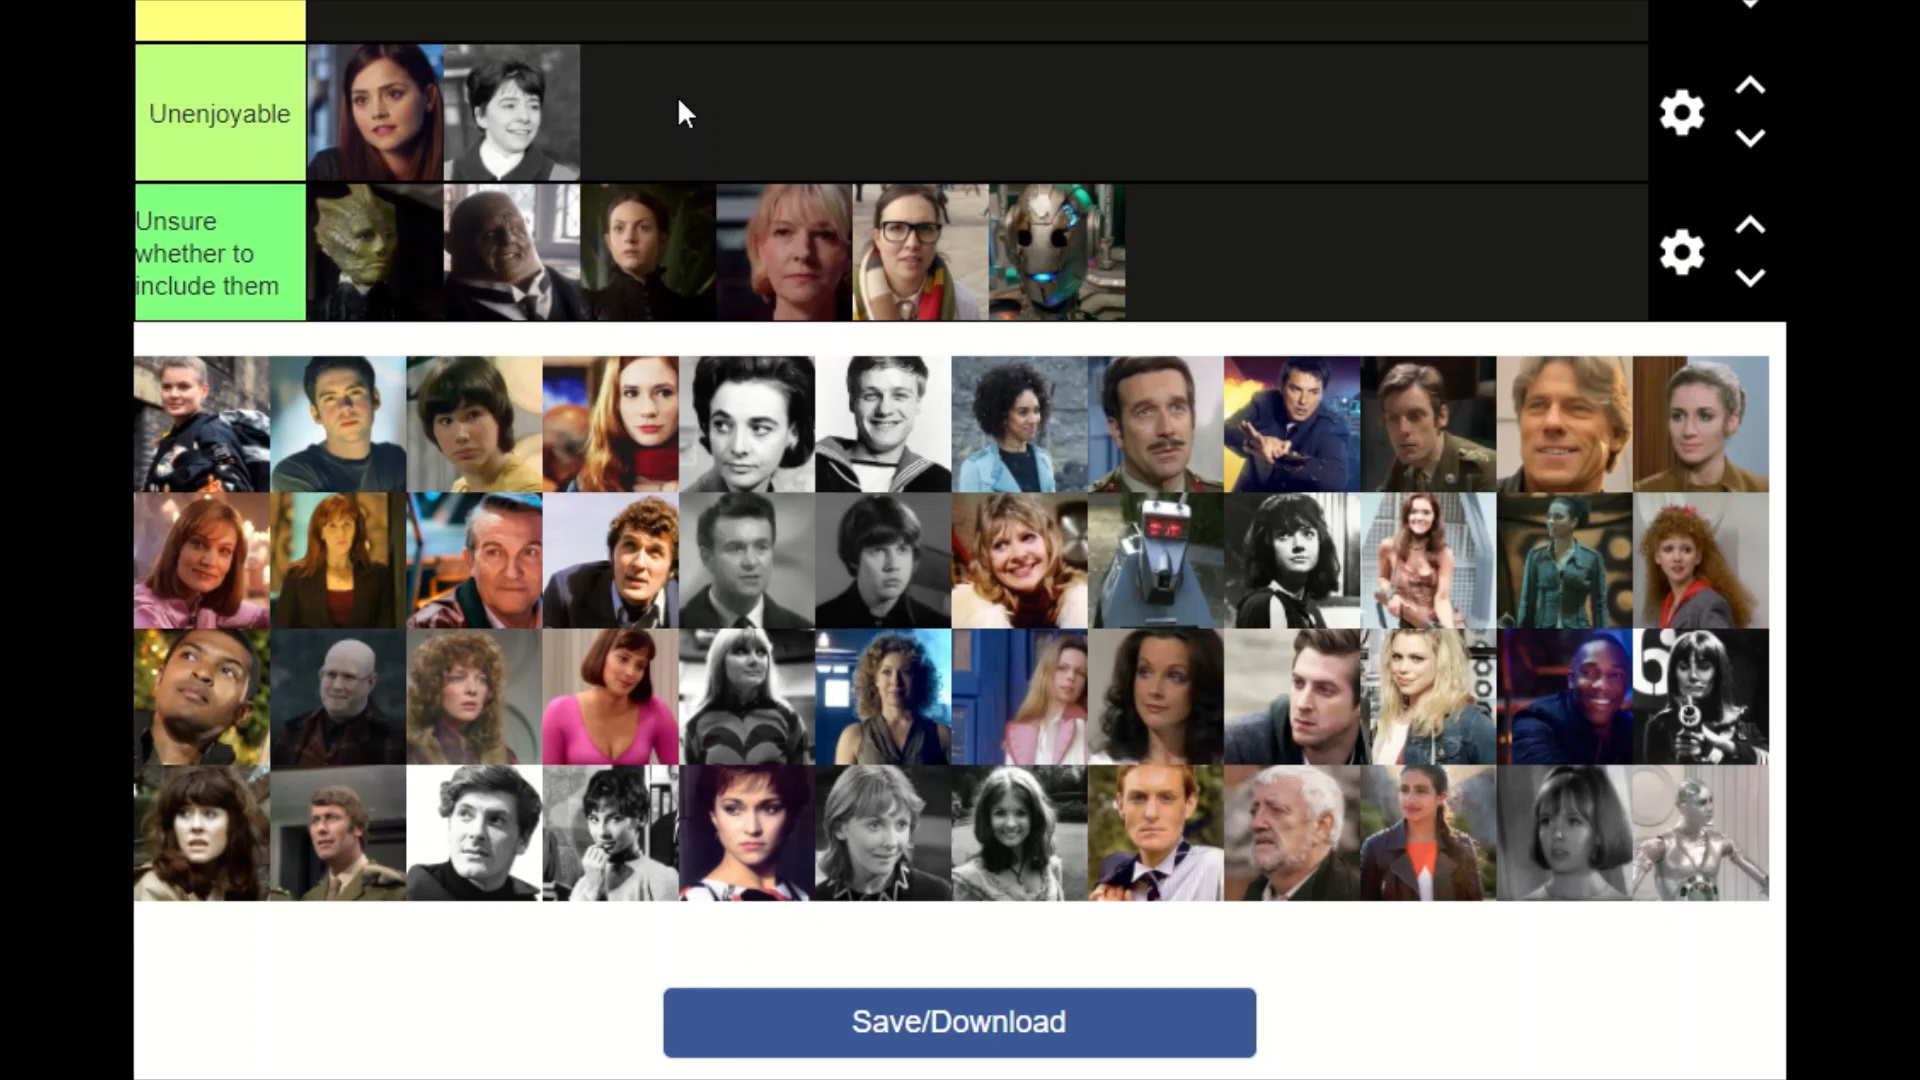 Unenjoyable
Unsure
whether to
include them
Save/Download